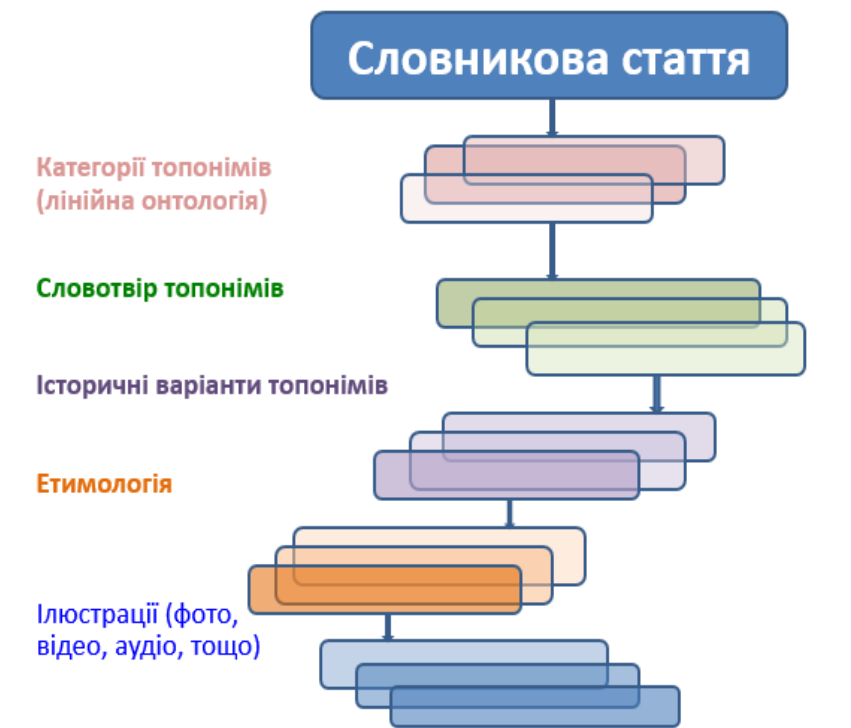 Словникова стаття
Категорії топонімів
(лінійна онтологія)
Словотвір топонімів
Історичні варіанти топонімів
Етимологія
Ілюстрації (фото,
відео, аудіо, тощо)